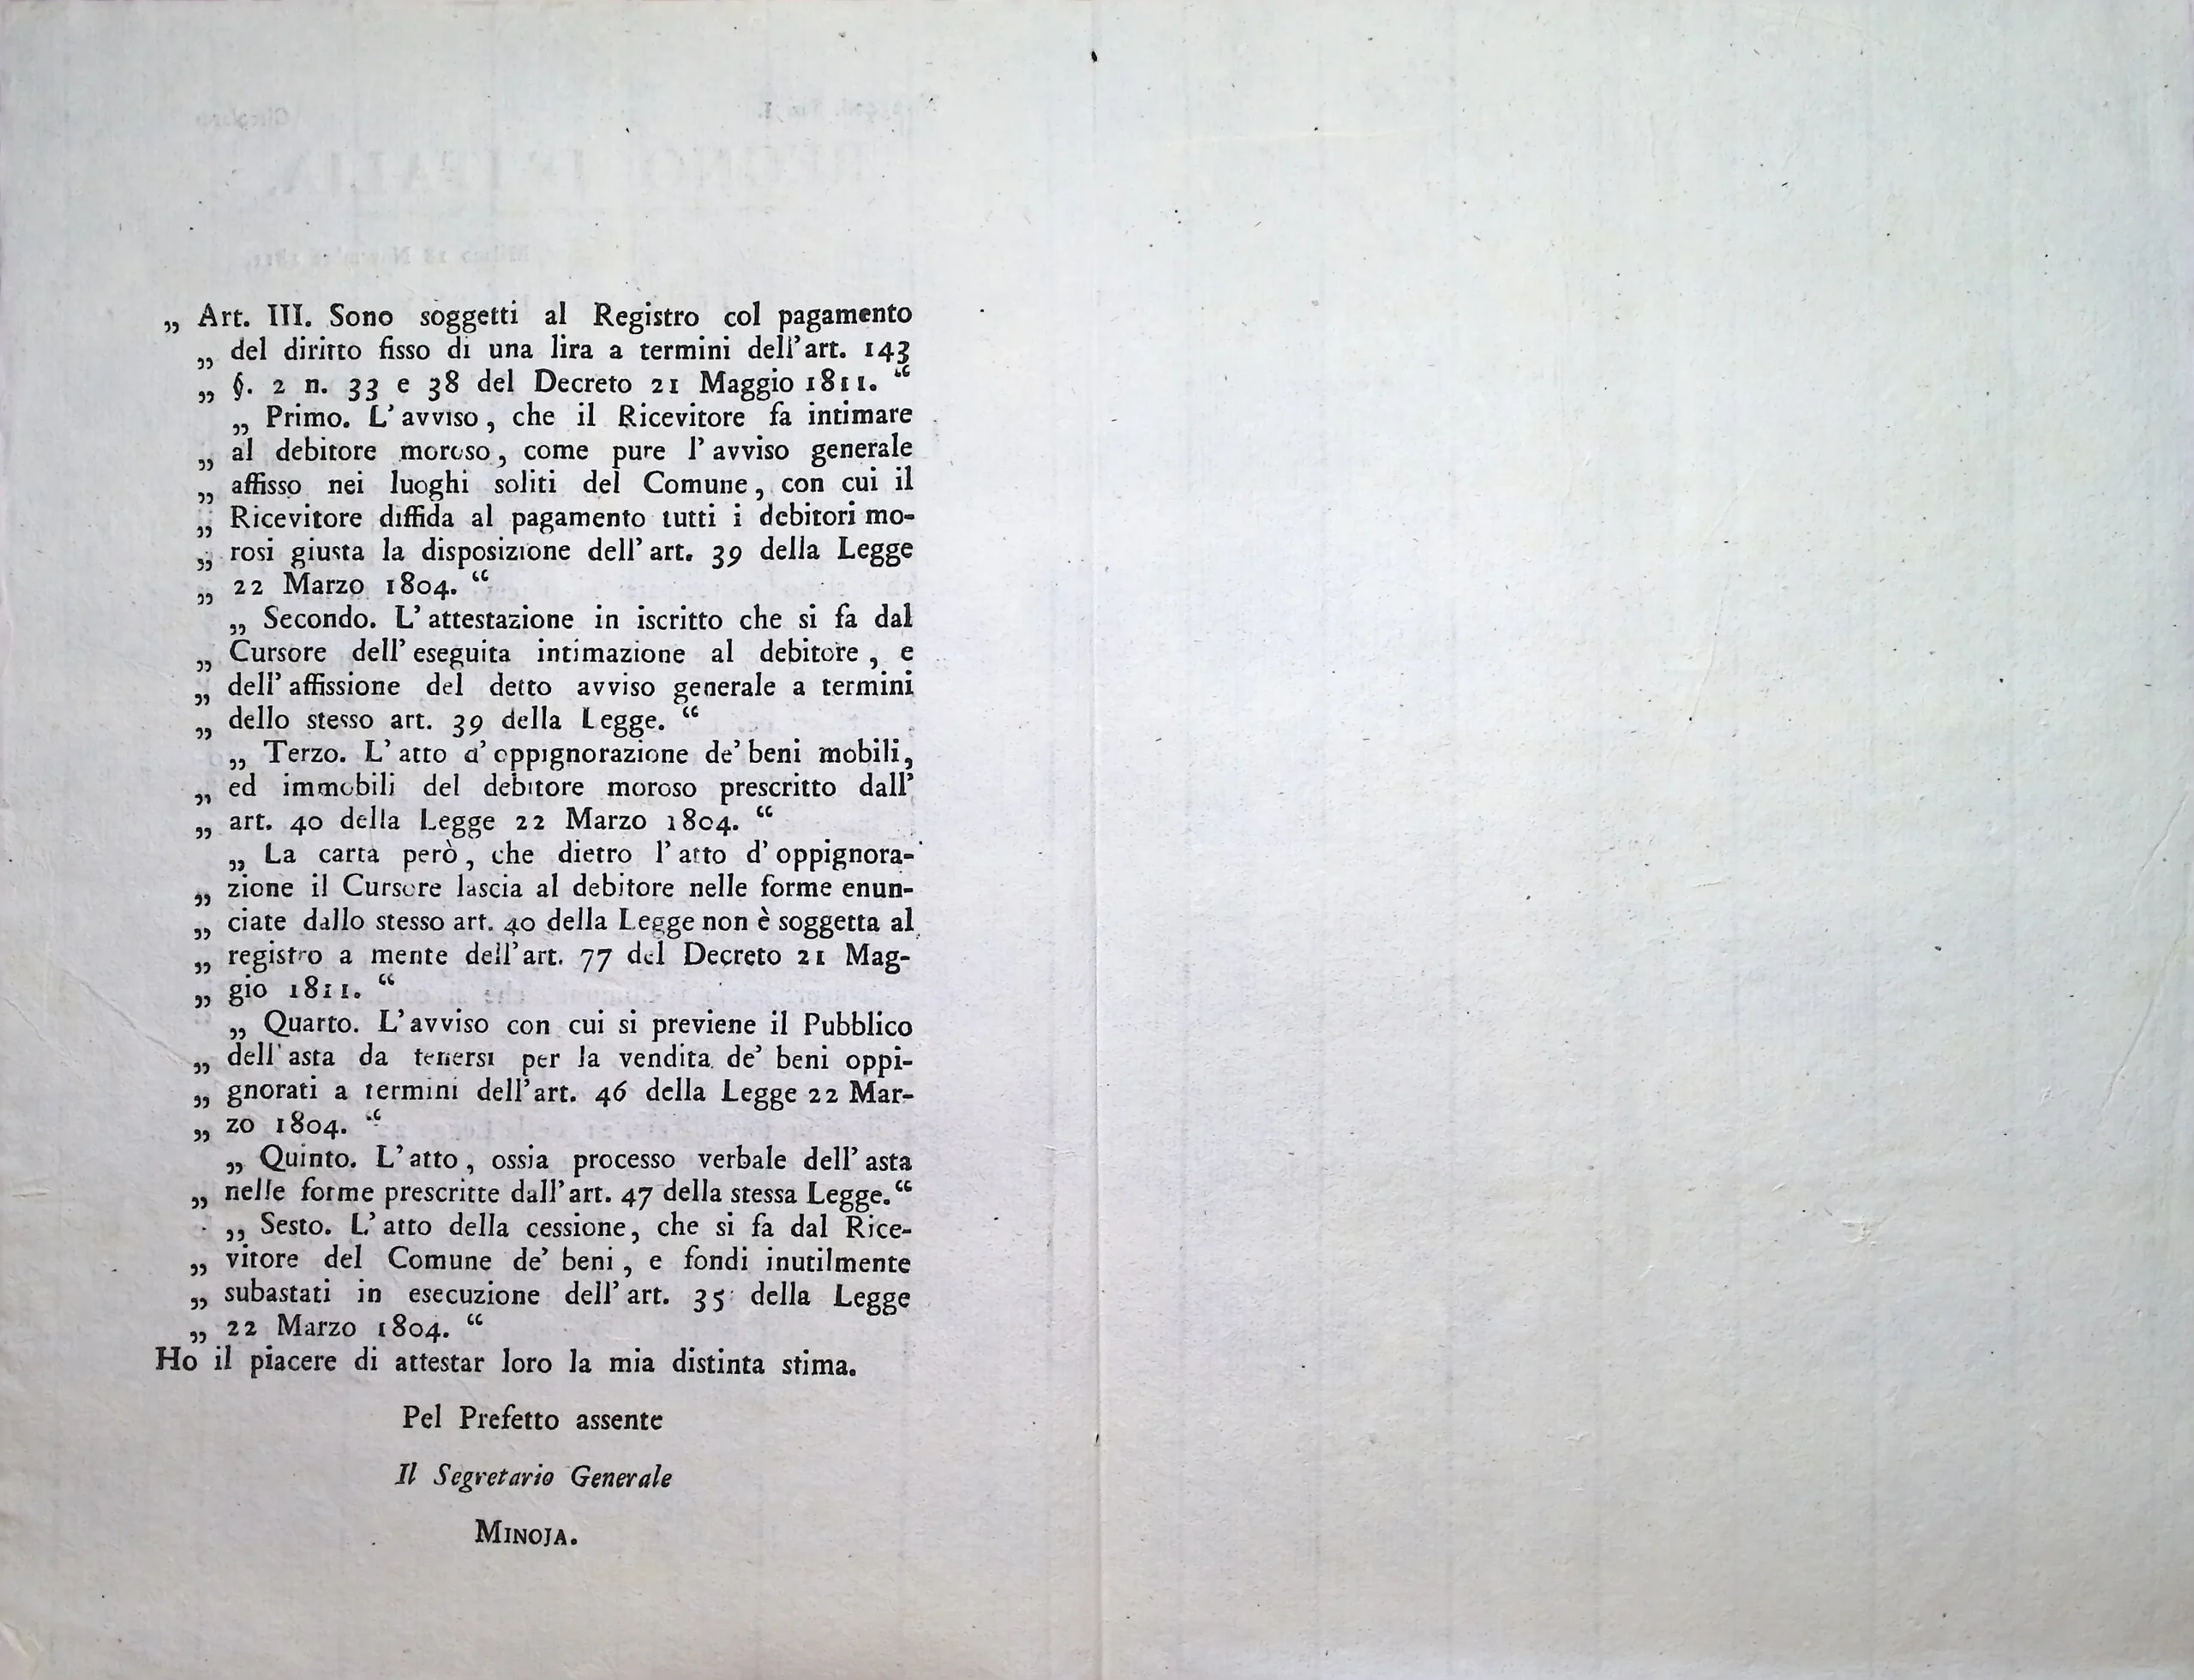 „ Art. III. Sono soggetti al Registro col pagamento
„ del diritto fisso di una lira a termini dell'art. 143
„ §. 2 n. 33 e 38 del Decreto 21 Maggio 1811. “
„ Primo. L'avviso, che il Ricevitore fa intimare
„ al debitore moroso, come pure l'avviso generale
„ affisso nei luoghi soliti del Comune, con cui il
„ Ricevitore diffida al pagamento tutti i debitori mo-
„ rosi giusta la disposizione dell'art. 39 della Legge
„ 22 Marzo 1804. “
„ Secondo. L'attestazione in iscritto che si fa dal
„ Cursore dell'eseguita intimazione al debitore, e
„ dell'affissione del detto avviso generale a termini
„ dello stesso art. 39 della Legge. “
„ Terzo. L'atto d'oppignorazione de' beni mobili,
„ ed immobili del debitore moroso prescritto dall'
„ art. 40 della Legge 22 Marzo 1804. “
„ La carta però, che dietro l'atto d'oppignora-
„ zione il Cursore lascia al debitore nelle forme enun-
„ ciate dallo stesso art. 40 della Legge non è soggetta al
„ registro a mente dell'art. 77 del Decreto 21 Mag-
„ gio 1811. “
„ Quarto. L'avviso con cui si previene il Pubblico
„ dell'asta da tenersi per la vendita de' beni oppi-
„ gnorati a termini dell'art. 46 della Legge 22 Mar-
„ zo 1804. “
„ Quinto. L'atto, ossia processo verbale dell'asta
„ nelle forme prescritte dall'art. 47 della stessa Legge. “
„ Sesto. L'atto della cessione, che si fa dal Rice-
„ vitore del Comune de' beni, e fondi inutilmente
„ subastati in esecuzione dell'art. 35 della Legge
„ 22 Marzo 1804. “
Ho il piacere di attestar loro la mia distinta stima.
Pel Prefetto assente
Il Segretario Generale
MINOJA.